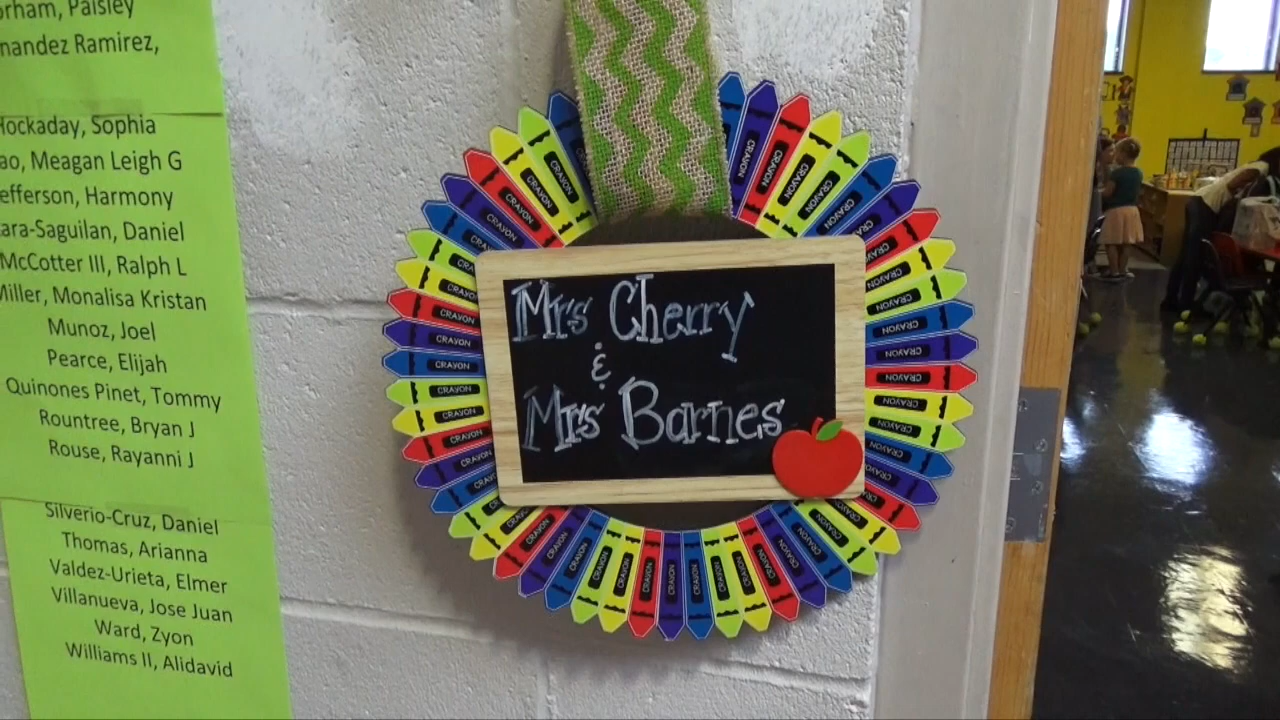 Paisley
Ramirez,
Hockaday, Sophia
Meagan Leigh G
Jefferson, Harmony
Daniel
McCotter III, Ralph L
Miller, Monalisa Kristan
Munoz, Joel
Pearce, Elijah
Quinones Pinet, Tommy
Rountree, Bryan J
Rouse, Rayanni J
Silverio-Cruz, Daniel
Thomas, Arianna
Valdez-Urieta, Elmer
Villanueva, Jose Juan
Ward, Zyon
Williams II, Alidavid
Mrs Cherry
&
Mrs Barnes
CRAYON